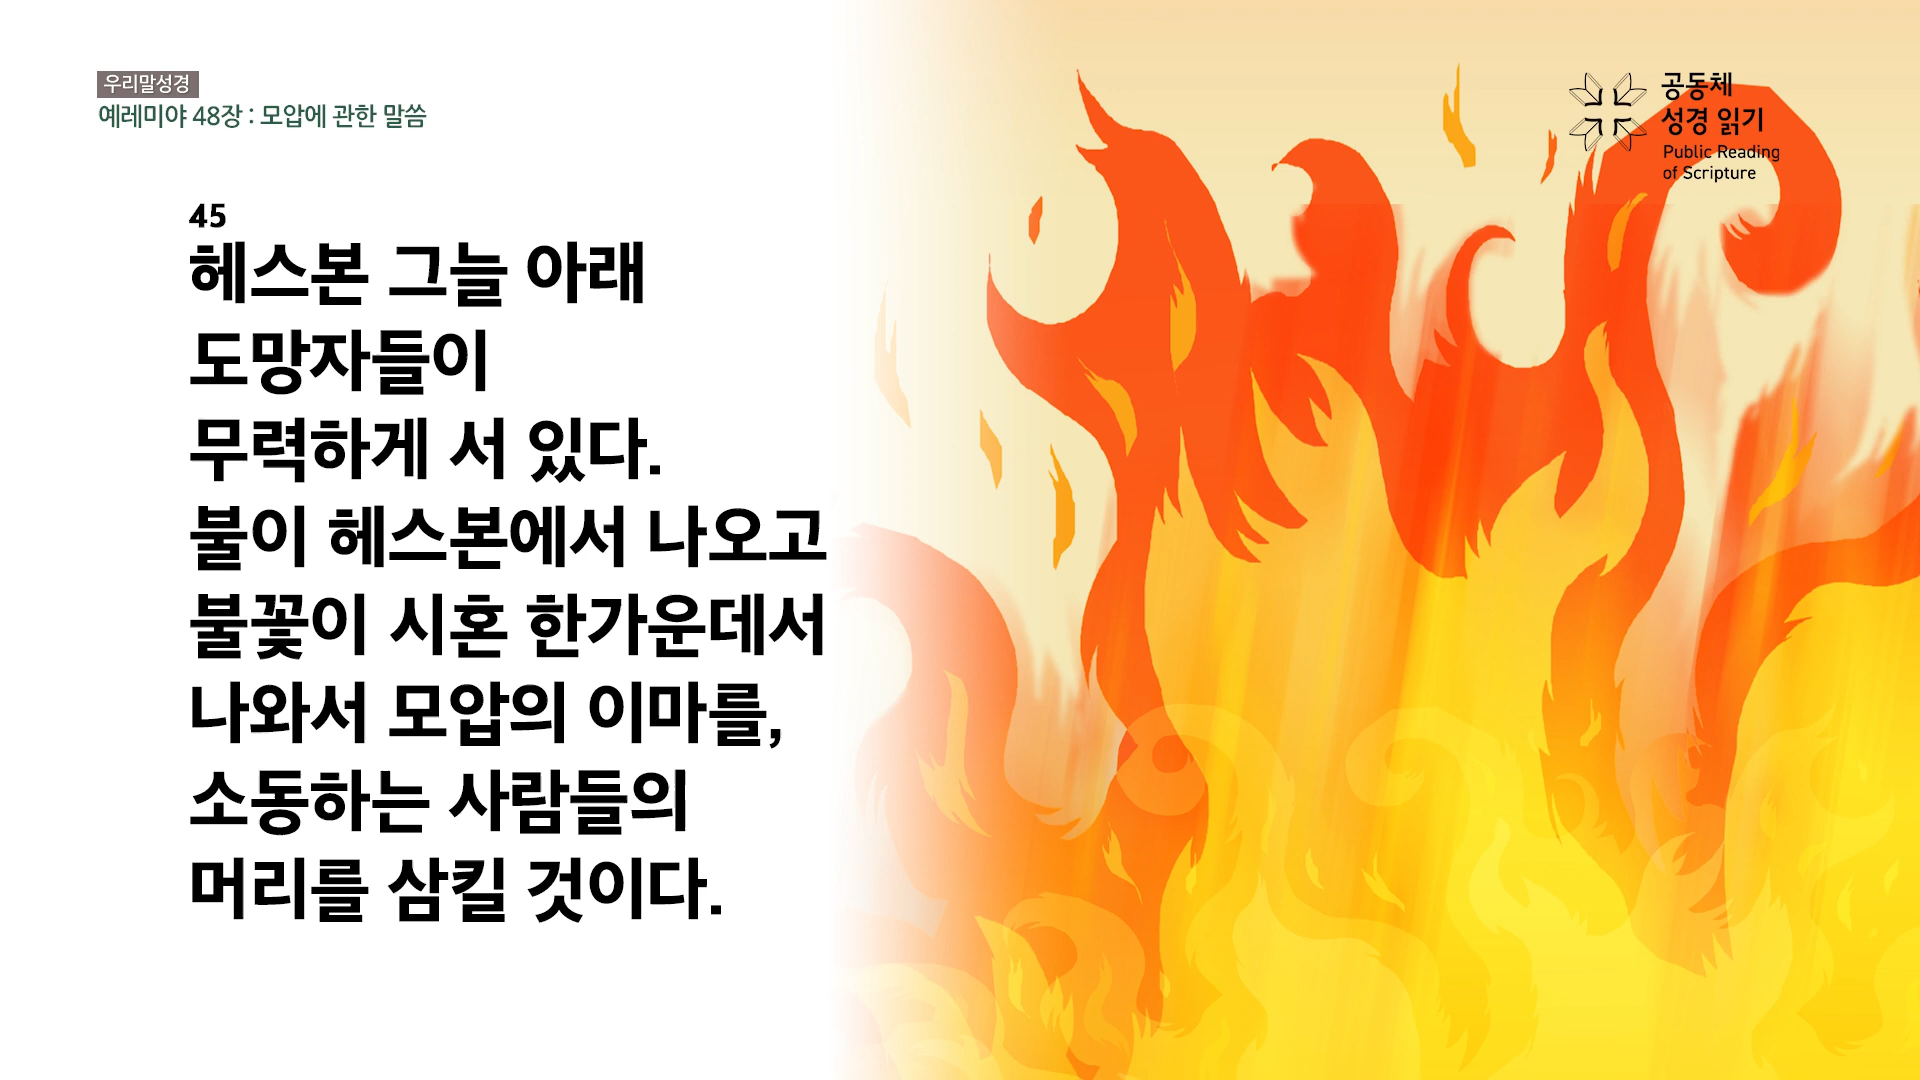 우리말성경
예레미야 48장 : 모압에 관한 말씀
공동체
성경 읽기
Public Reading
of Scripture
45
헤스본 그늘 아래
도망자들이
무력하게 서 있다.
불이 헤스본에서 나오고
불꽃이 시혼 한가운데서
나와서 모압의 이마를,
소동하는 사람들의
머리를 삼킬 것이다.